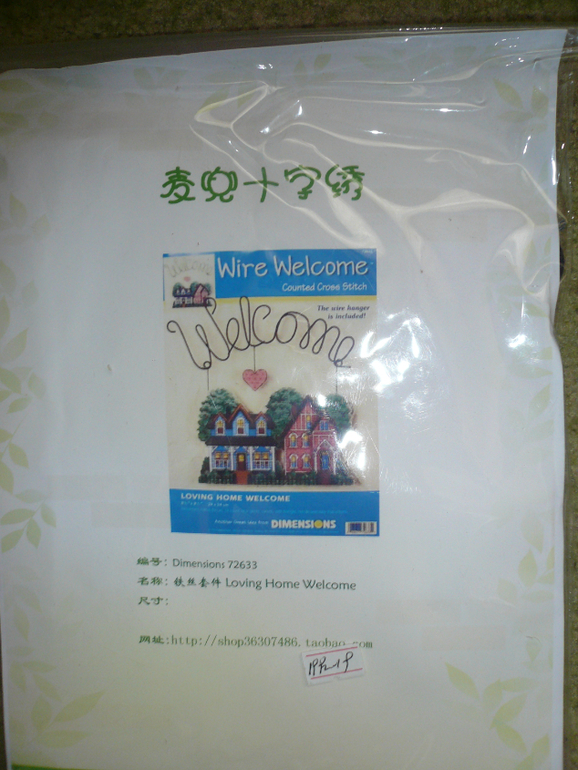 麦兜十字绣
Wire Welcome
Counted Cross Stitch
The wire hanger
is included!
Welcome
LOVING HOME WELCOME
DIMENSIONS
编号: Dimensions 72633
名称: 铁丝套件 Loving Home Welcome
尺寸:
网址:http://shop36307486.taobao.com